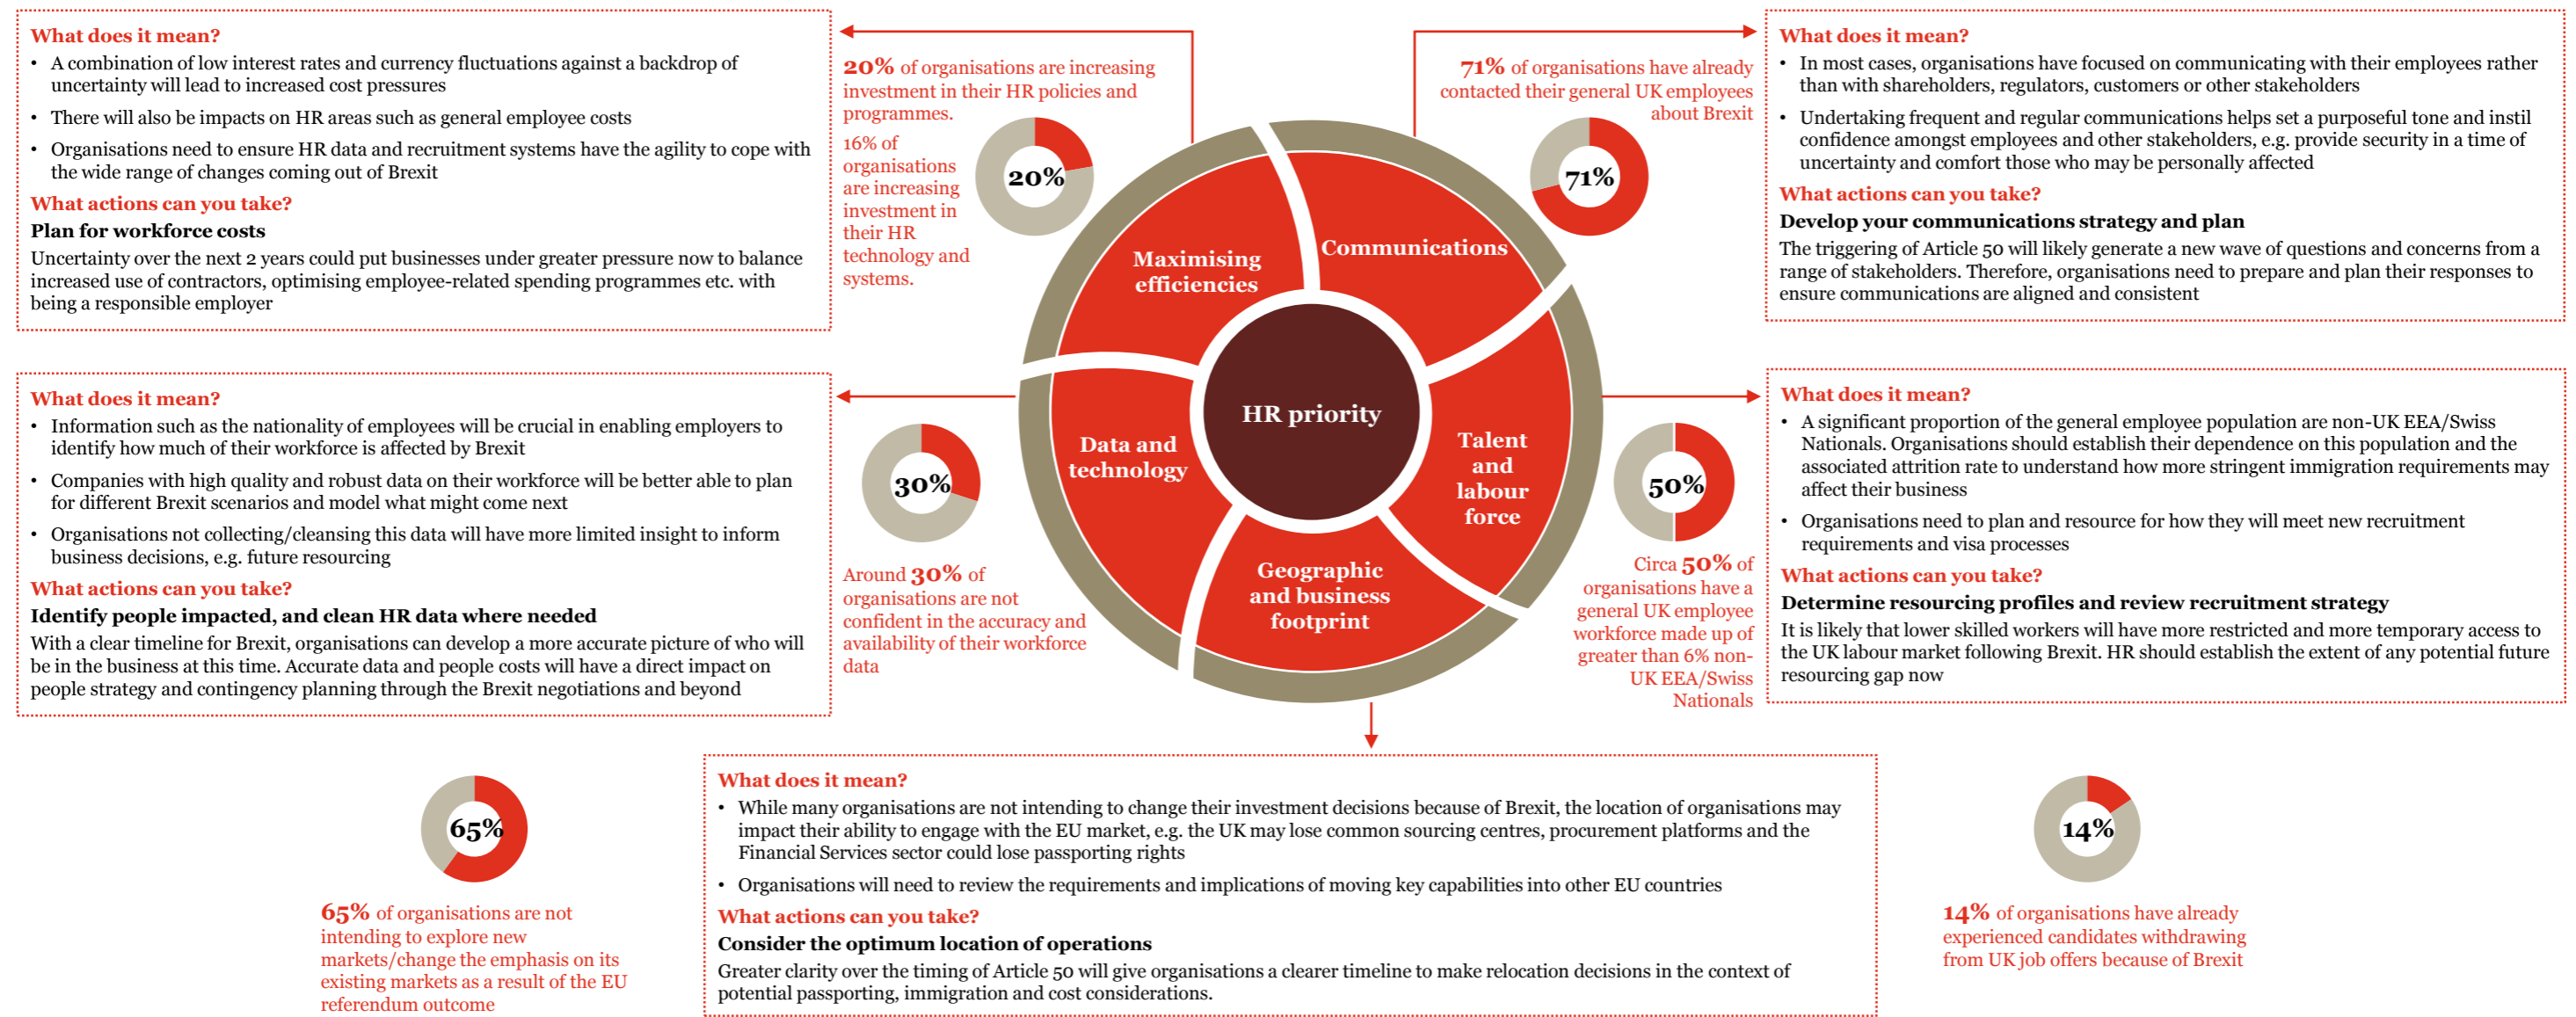 What does it mean?
• A combination of low interest rates and currency fluctuations against a backdrop of
uncertainty will lead to increased cost pressures
• There will also be impacts on HR areas such as general employee costs
• Organisations need to ensure HR data and recruitment systems have the agility to cope with
the wide range of changes coming out of Brexit
What actions can you take?
Plan for workforce costs
Uncertainty over the next 2 years could put businesses under greater pressure now to balance
increased use of contractors, optimising employee-related spending programmes etc. with
being a responsible employer
20% of organisations are increasing
investment in their HR policies and
programmes.
16% of
organisations
are increasing
investment in
their HR
technology and
systems.
20%
71% of organisations have already
contacted their general UK employees
about Brexit
71%
What does it mean?
• In most cases, organisations have focused on communicating with their employees rather
than with shareholders, regulators, customers or other stakeholders
• Undertaking frequent and regular communications helps set a purposeful tone and instil
confidence amongst employees and other stakeholders, e.g. provide security in a time of
uncertainty and comfort those who may be personally affected
What actions can you take?
Develop your communications strategy and plan
The triggering of Article 50 will likely generate a new wave of questions and concerns from a
range of stakeholders. Therefore, organisations need to prepare and plan their responses to
ensure communications are aligned and consistent
Maximising
efficiencies
Communications
HR priority
Data and
technology
Talent
and
labour
force
Geographic
and business
footprint
What does it mean?
• Information such as the nationality of employees will be crucial in enabling employers to
identify how much of their workforce is affected by Brexit
• Companies with high quality and robust data on their workforce will be better able to plan
for different Brexit scenarios and model what might come next
• Organisations not collecting/cleansing this data will have more limited insight to inform
business decisions, e.g. future resourcing
What actions can you take?
Identify people impacted, and clean HR data where needed
With a clear timeline for Brexit, organisations can develop a more accurate picture of who will
be in the business at this time. Accurate data and people costs will have a direct impact on
people strategy and contingency planning through the Brexit negotiations and beyond
30%
Around 30% of
organisations are not
confident in the accuracy and
availability of their workforce
data
50%
Circa 50% of
organisations have a
general UK employee
workforce made up of
greater than 6% non-
UK EEA/Swiss
Nationals
What does it mean?
• A significant proportion of the general employee population are non-UK EEA/Swiss
Nationals. Organisations should establish their dependence on this population and the
associated attrition rate to understand how more stringent immigration requirements may
affect their business
• Organisations need to plan and resource for how they will meet new recruitment
requirements and visa processes
What actions can you take?
Determine resourcing profiles and review recruitment strategy
It is likely that lower skilled workers will have more restricted and more temporary access to
the UK labour market following Brexit. HR should establish the extent of any potential future
resourcing gap now
65%
65% of organisations are not
intending to explore new
markets/change the emphasis on its
existing markets as a result of the EU
referendum outcome
What does it mean?
• While many organisations are not intending to change their investment decisions because of Brexit, the location of organisations may
impact their ability to engage with the EU market, e.g. the UK may lose common sourcing centres, procurement platforms and the
Financial Services sector could lose passporting rights
• Organisations will need to review the requirements and implications of moving key capabilities into other EU countries
What actions can you take?
Consider the optimum location of operations
Greater clarity over the timing of Article 50 will give organisations a clearer timeline to make relocation decisions in the context of
potential passporting, immigration and cost considerations.
14%
14% of organisations have already
experienced candidates withdrawing
from UK job offers because of Brexit